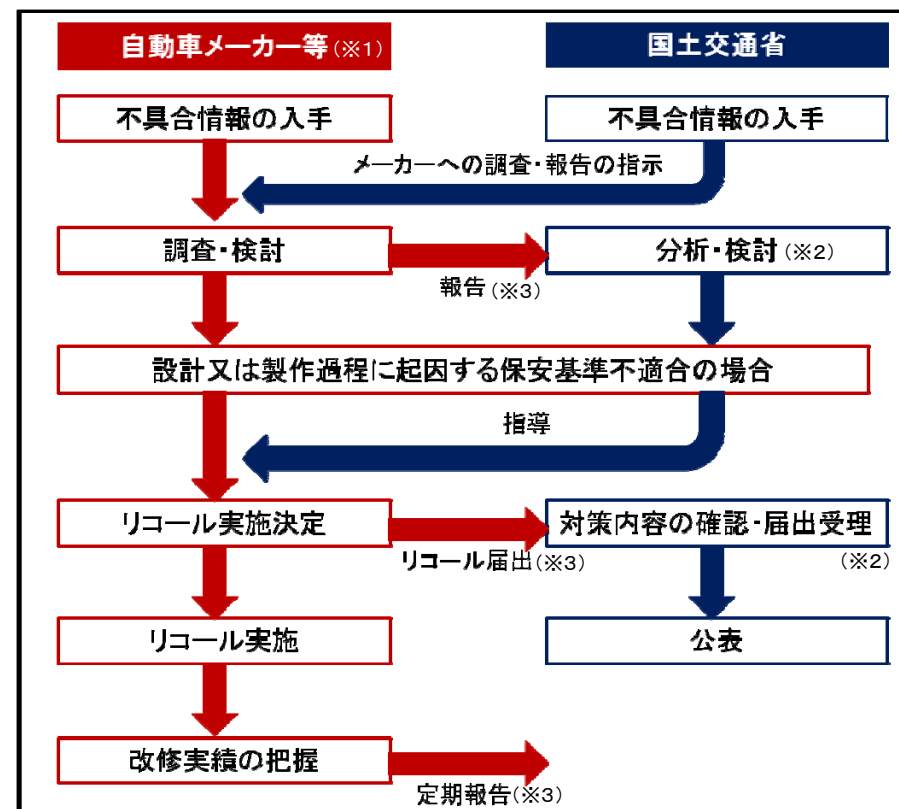 自動車メーカー等(※1)
国土交通省
不具合情報の入手
不具合情報の入手
メーカーへの調査・報告の指示
調査・検討
分析・検討(※2)
報告(※3)
設計又は製作過程に起因する保安基準不適合の場合
指導
リコール実施決定
対策内容の確認・届出受理
リコール届出(※3)
(※2)
リコール実施
公表
改修実績の把握
定期報告(※3)